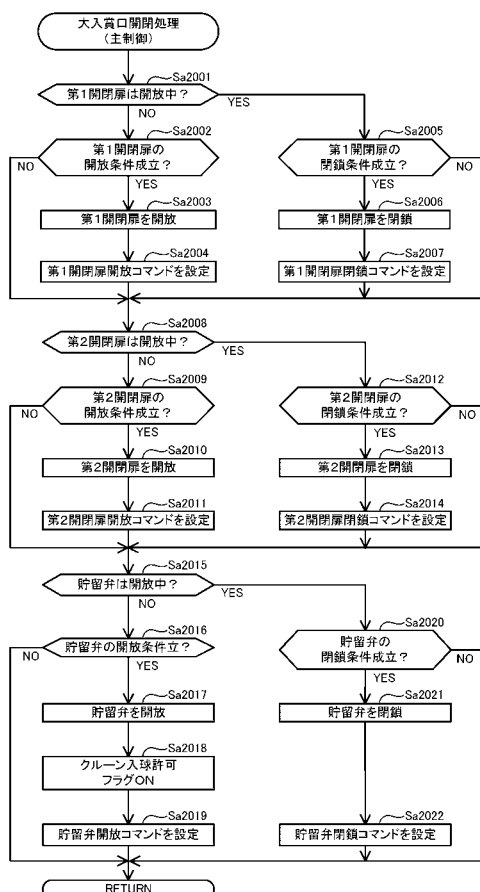 大入賞口開閉処理
(主制御)
Sa2001
第1開閉扉は開放中?
YES
NO
Sa2002
第1開閉扉の
開放条件成立?
NO
YES
Sa2005
第1開閉扉の
閉鎖条件成立?
NO
YES
Sa2003
第1開閉扉を開放
Sa2006
第1開閉扉を閉鎖
Sa2004
第1開閉扉開放コマンドを設定
Sa2007
第1開閉扉閉鎖コマンドを設定
Sa2008
第2開閉扉は開放中?
YES
NO
Sa2009
第2開閉扉の
開放条件成立?
NO
YES
Sa2012
第2開閉扉の
閉鎖条件成立?
NO
YES
Sa2010
第2開閉扉を開放
Sa2013
第2開閉扉を閉鎖
Sa2011
第2開閉扉開放コマンドを設定
Sa2014
第2開閉扉閉鎖コマンドを設定
Sa2015
貯留弁は開放中?
YES
NO
Sa2016
貯留弁の開放条件立?
NO
YES
Sa2020
貯留弁の
閉鎖条件成立?
NO
YES
Sa2017
貯留弁を開放
Sa2021
貯留弁を閉鎖
Sa2018
クルーン入球許可
フラグON
Sa2019
貯留弁開放コマンドを設定
Sa2022
貯留弁閉鎖コマンドを設定
RETURN